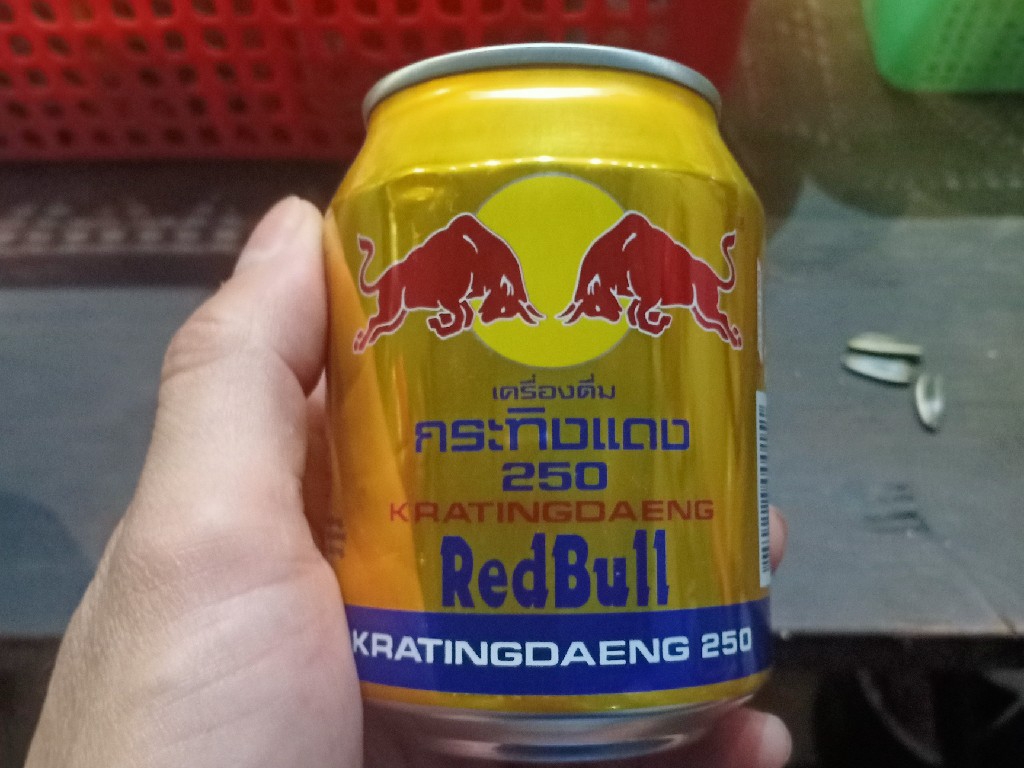 เครื่องดื่ม
กระทิงแดง
250
KRATINGDAENG
RedBull
KRATINGDAENG 250